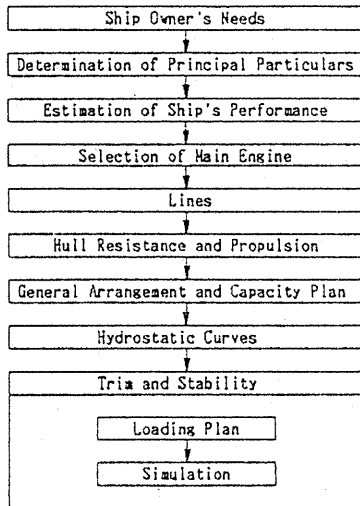 Ship Owner's Needs
Determination of Principal Particulars
Estimation of Ship's Performance
Selection of Main Engine
Lines
Hull Resistance and Propulsion
General Arrangement and Capacity Plan
Hydrostatic Curves
Trim and Stability
Loading Plan
Simulation